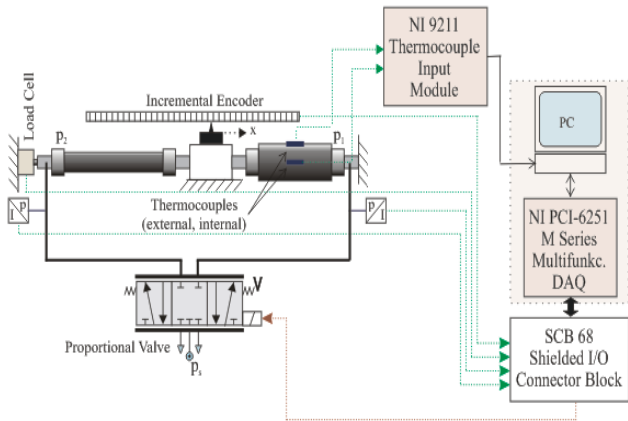 NI 9211
Thermocouple
Input
Module
Load Cell
Incremental Encoder
PC
p2
x
p1
Thermocouples
(external, internal)
p
I
p
I
NI PCI-6251
M Series
Multifunkc.
DAQ
V
Proportional Valve
ps
SCB 68
Shielded I/O
Connector Block